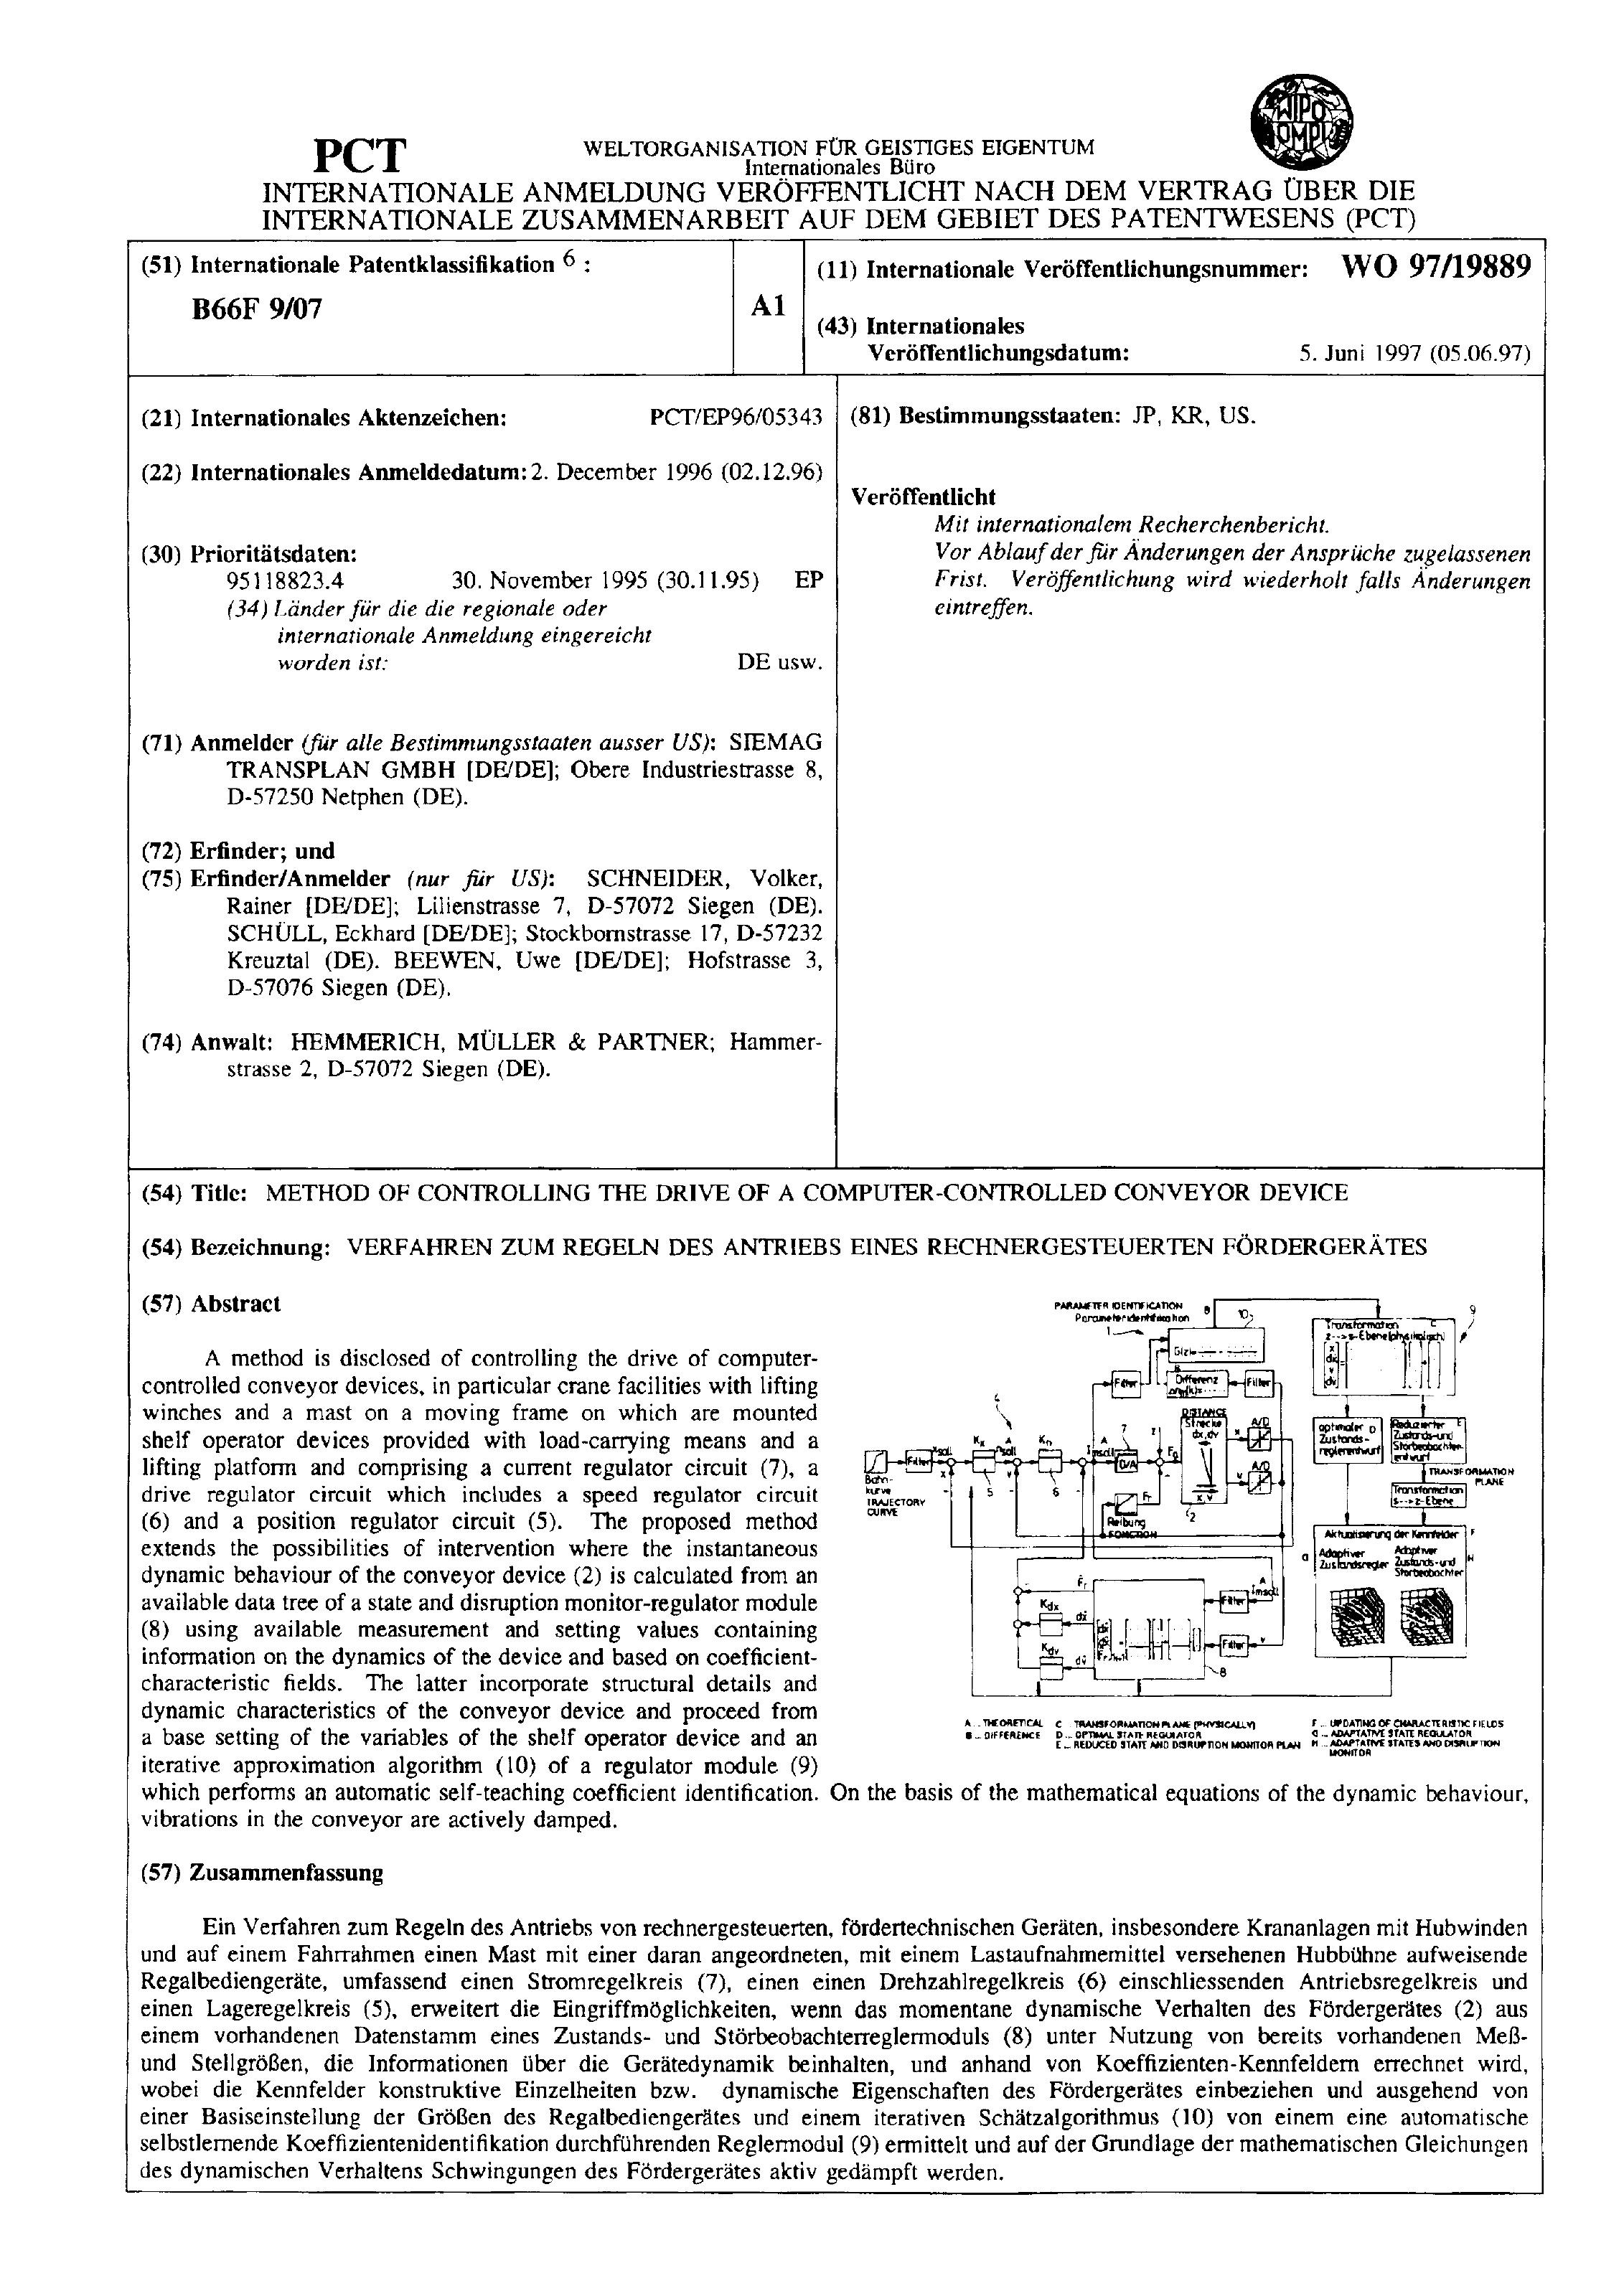 WIPO
OMPI
PCT
WELTORGANISATION FÜR GEISTIGES EIGENTUM
Internationales Büro
INTERNATIONALE ANMELDUNG VERÖFFENTLICHT NACH DEM VERTRAG ÜBER DIE
INTERNATIONALE ZUSAMMENARBEIT AUF DEM GEBIET DES PATENTWESENS (PCT)
(51) Internationale Patentklassifikation 6 :
B66F 9/07
A1
(11) Internationale Veröffentlichungsnummer: WO 97/19889
(43) Internationales
Veröffentlichungsdatum: 5. Juni 1997 (05.06.97)
(21) Internationales Aktenzeichen: PCT/EP96/05343
(22) Internationales Anmeldedatum: 2. December 1996 (02.12.96)
(30) Prioritätsdaten:
95118823.4 30. November 1995 (30.11.95) EP
(34) Länder für die die regionale oder
internationale Anmeldung eingereicht
worden ist: DE usw.
(71) Anmelder (für alle Bestimmungsstaaten ausser US): SIEMAG
TRANSPLAN GMBH [DE/DE]; Obere Industriestrasse 8,
D-57250 Netphen (DE).
(72) Erfinder; und
(75) Erfinder/Anmelder (nur für US): SCHNEIDER, Volker,
Rainer [DE/DE]; Lilienstrasse 7, D-57072 Siegen (DE).
SCHÜLL, Eckhard [DE/DE]; Stockbornstrasse 17, D-57232
Kreuztal (DE). BEEWEN, Uwe [DE/DE]; Hofstrasse 3,
D-57076 Siegen (DE).
(74) Anwalt: HEMMERICH, MÜLLER & PARTNER; Hammer-
strasse 2, D-57072 Siegen (DE).
(81) Bestimmungsstaaten: JP, KR, US.
Veröffentlicht
Mit internationalem Recherchenbericht.
Vor Ablauf der für Änderungen der Ansprüche zugelassenen
Frist. Veröffentlichung wird wiederholt falls Änderungen
eintreffen.
(54) Title: METHOD OF CONTROLLING THE DRIVE OF A COMPUTER-CONTROLLED CONVEYOR DEVICE
(54) Bezeichnung: VERFAHREN ZUM REGELN DES ANTRIEBS EINES RECHNERGESTEUERTEN FÖRDERGERÄTES
(57) Abstract
A method is disclosed of controlling the drive of computer-
controlled conveyor devices, in particular crane facilities with lifting
winches and a mast on a moving frame on which are mounted
shelf operator devices provided with load-carrying means and a
lifting platform and comprising a current regulator circuit (7), a
drive regulator circuit which includes a speed regulator circuit
(6) and a position regulator circuit (5). The proposed method
extends the possibilities of intervention where the instantaneous
dynamic behaviour of the conveyor device (2) is calculated from an
available data tree of a state and disruption monitor-regulator module
(8) using available measurement and setting values containing
information on the dynamics of the device and based on coefficient-
characteristic fields. The latter incorporate structural details and
dynamic characteristics of the conveyor device and proceed from
a base setting of the variables of the shelf operator device and an
iterative approximation algorithm (10) of a regulator module (9)
which performs an automatic self-teaching coefficient identification. On the basis of the mathematical equations of the dynamic behaviour,
vibrations in the conveyor are actively damped.
PARAMETER IDENTIFICATION
Parameteridentifikation
Transformation C
z-->s-Ebene(physikalisch)
Filter
Differenz
Filter
DISTANCE
Strecke
dx,dv
A/D
A/D
x,v
optimaler D
Zustands-
reglerentwurf
Reduzierter E
Zustands-und
Störbeobachter-
entwurf
TRANSFORMATION
PLANE
Transformation
s-->z-Ebene
Bahn-
kurve
TRAJECTORY
CURVE
Filter
Reibung
Aktualisierung der Kennfelder F
G Adaptiver
Zustandsregler
Adaptiver H
Zustands-und
Störbeobachter
Filter
Filter
A .. THEORETICAL
B .. DIFFERENCE
C .. TRANSFORMATION PLANE (PHYSICALLY)
D .. OPTIMAL STATE REGULATOR
E .. REDUCED STATE AND DISRUPTION MONITOR PLAN
F .. UPDATING OF CHARACTERISTIC FIELDS
G .. ADAPTATIVE STATE REGULATOR
H .. ADAPTATIVE STATES AND DISRUPTION
MONITOR
(57) Zusammenfassung
Ein Verfahren zum Regeln des Antriebs von rechnergesteuerten, fördertechnischen Geräten, insbesondere Krananlagen mit Hubwinden
und auf einem Fahrrahmen einen Mast mit einer daran angeordneten, mit einem Lastaufnahmemittel versehenen Hubbühne aufweisende
Regalbediengeräte, umfassend einen Stromregelkreis (7), einen einen Drehzahlregelkreis (6) einschliessenden Antriebsregelkreis und
einen Lageregelkreis (5), erweitert die Eingriffmöglichkeiten, wenn das momentane dynamische Verhalten des Fördergerätes (2) aus
einem vorhandenen Datenstamm eines Zustands- und Störbeobachterreglermoduls (8) unter Nutzung von bereits vorhandenen Meß-
und Stellgrößen, die Informationen über die Gerätedynamik beinhalten, und anhand von Koeffizienten-Kennfeldern errechnet wird,
wobei die Kennfelder konstruktive Einzelheiten bzw. dynamische Eigenschaften des Fördergerätes einbeziehen und ausgehend von
einer Basiseinstellung der Größen des Regalbediengerätes und einem iterativen Schätzalgorithmus (10) von einem eine automatische
selbstlernende Koeffizientenidentifikation durchführenden Reglermodul (9) ermittelt und auf der Grundlage der mathematischen Gleichungen
des dynamischen Verhaltens Schwingungen des Fördergerätes aktiv gedämpft werden.